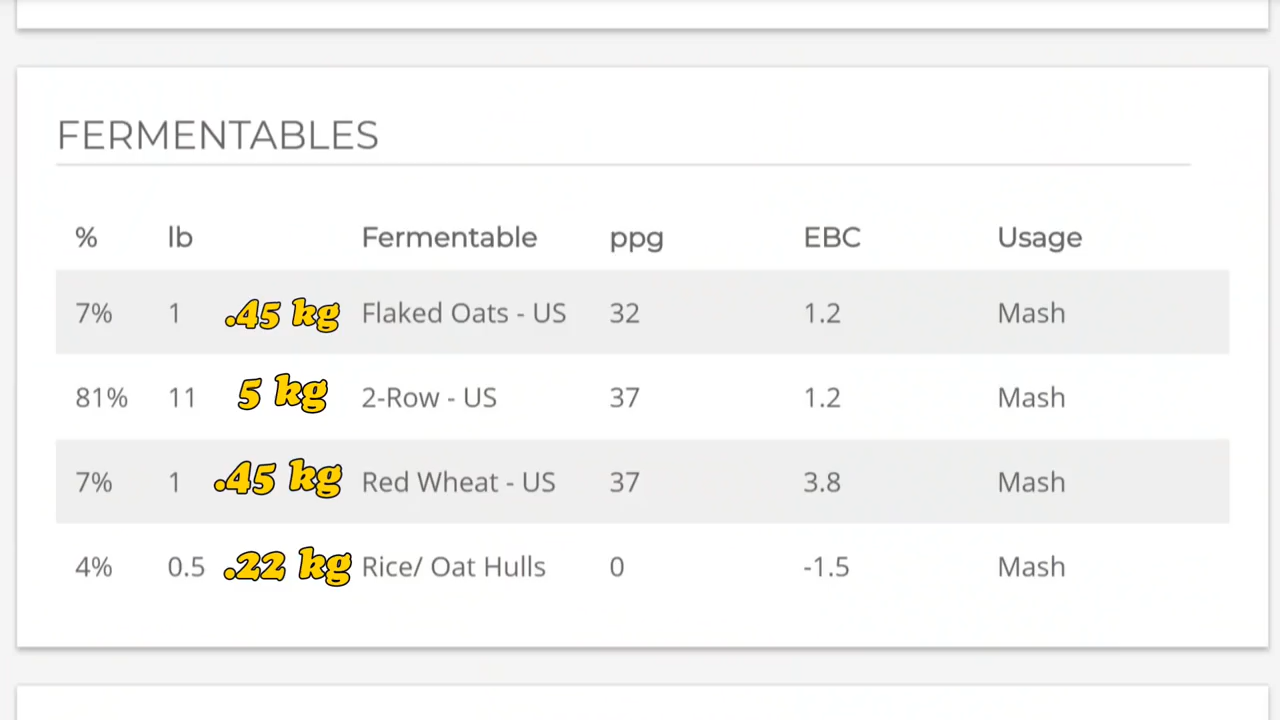 FERMENTABLES
% lb Fermentable ppg EBC Usage
7% 1 .45 kg Flaked Oats - US 32 1.2 Mash
81% 11 5 kg 2-Row - US 37 1.2 Mash
7% 1 .45 kg Red Wheat - US 37 3.8 Mash
4% 0.5 .22 kg Rice/ Oat Hulls 0 -1.5 Mash